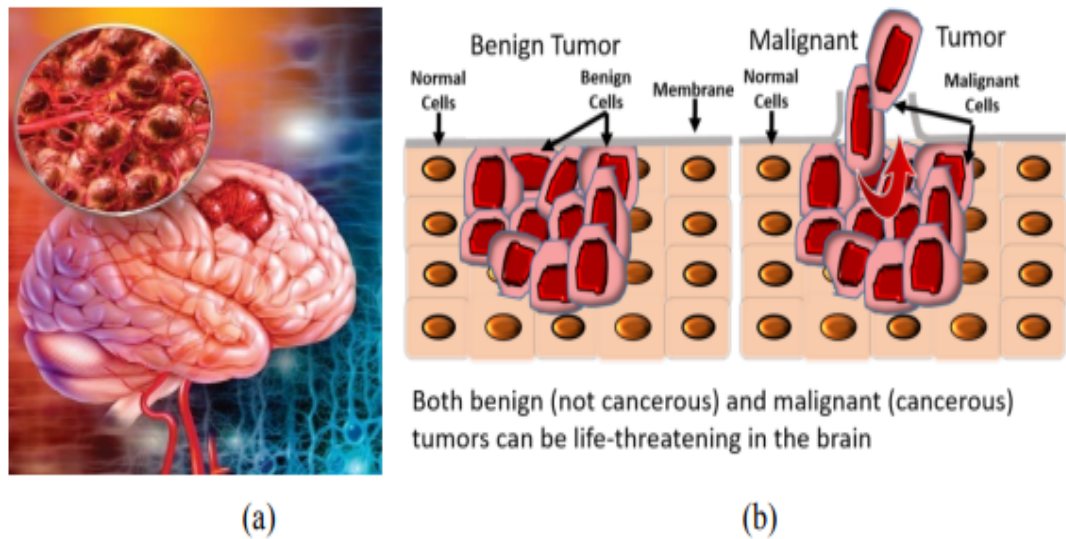 Benign Tumor
Normal
Cells
Benign
Cells
Membrane
Malignant Tumor
Normal
Cells
Malignant
Cells
Both benign (not cancerous) and malignant (cancerous)
tumors can be life-threatening in the brain
(a)
(b)